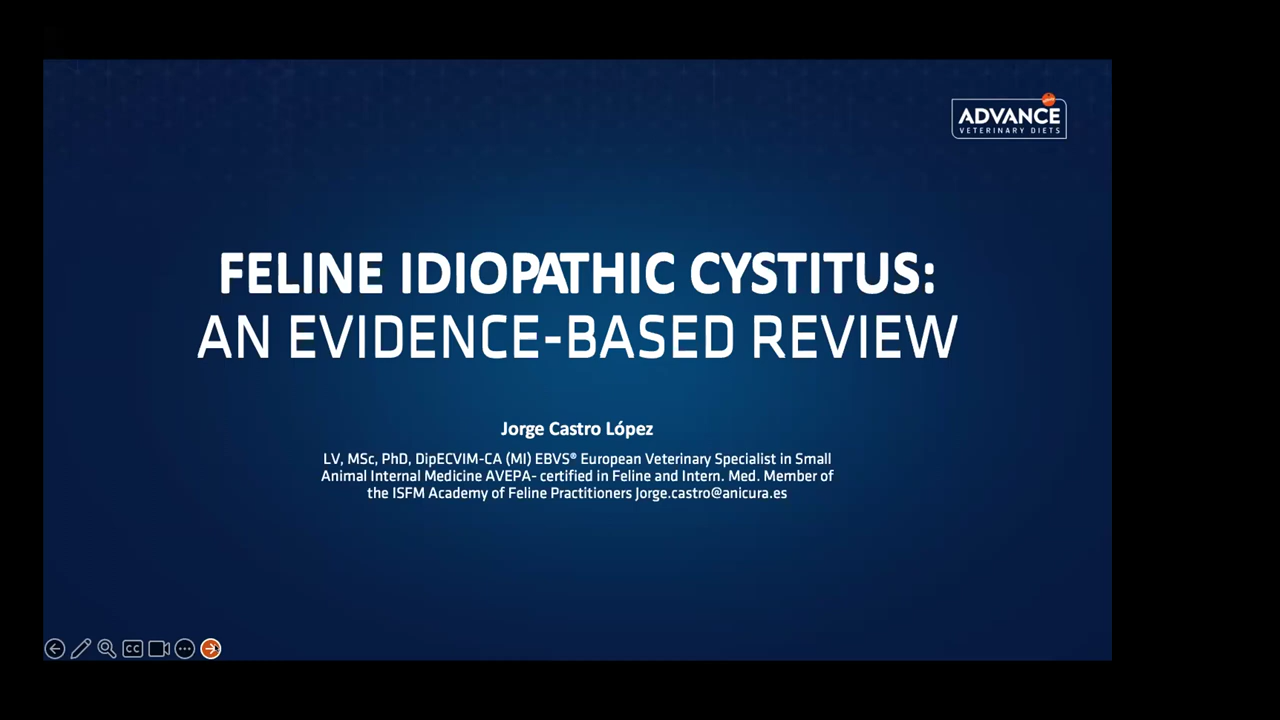 ADVANCE
VETERINARY DIETS
FELINE IDIOPATHIC CYSTITUS:
AN EVIDENCE-BASED REVIEW
Jorge Castro López
LV, MSc, PhD, DipECVIM-CA (MI) EBVS® European Veterinary Specialist in Small
Animal Internal Medicine AVEPA- certified in Feline and Intern. Med. Member of
the ISFM Academy of Feline Practitioners Jorge.castro@anicura.es
CC